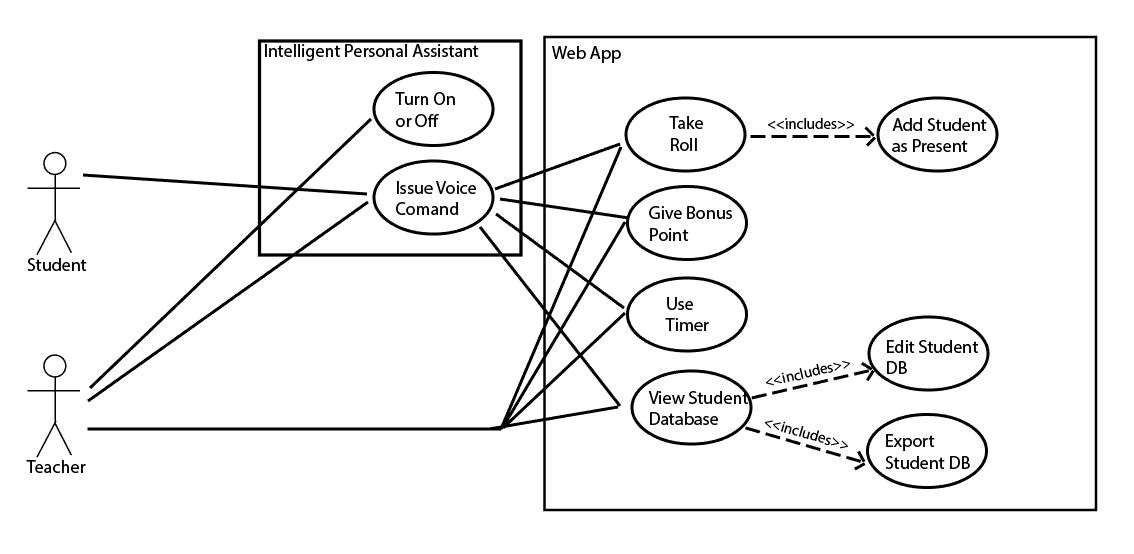 Intelligent Personal Assistant
Turn On
or Off
Issue Voice
Comand
Student
Teacher
Web App
Take
Roll
<<includes>>
Add Student
as Present
Give Bonus
Point
Use
Timer
View Student
Database
<<includes>>
Edit Student
DB
<<includes>>
Export
Student DB